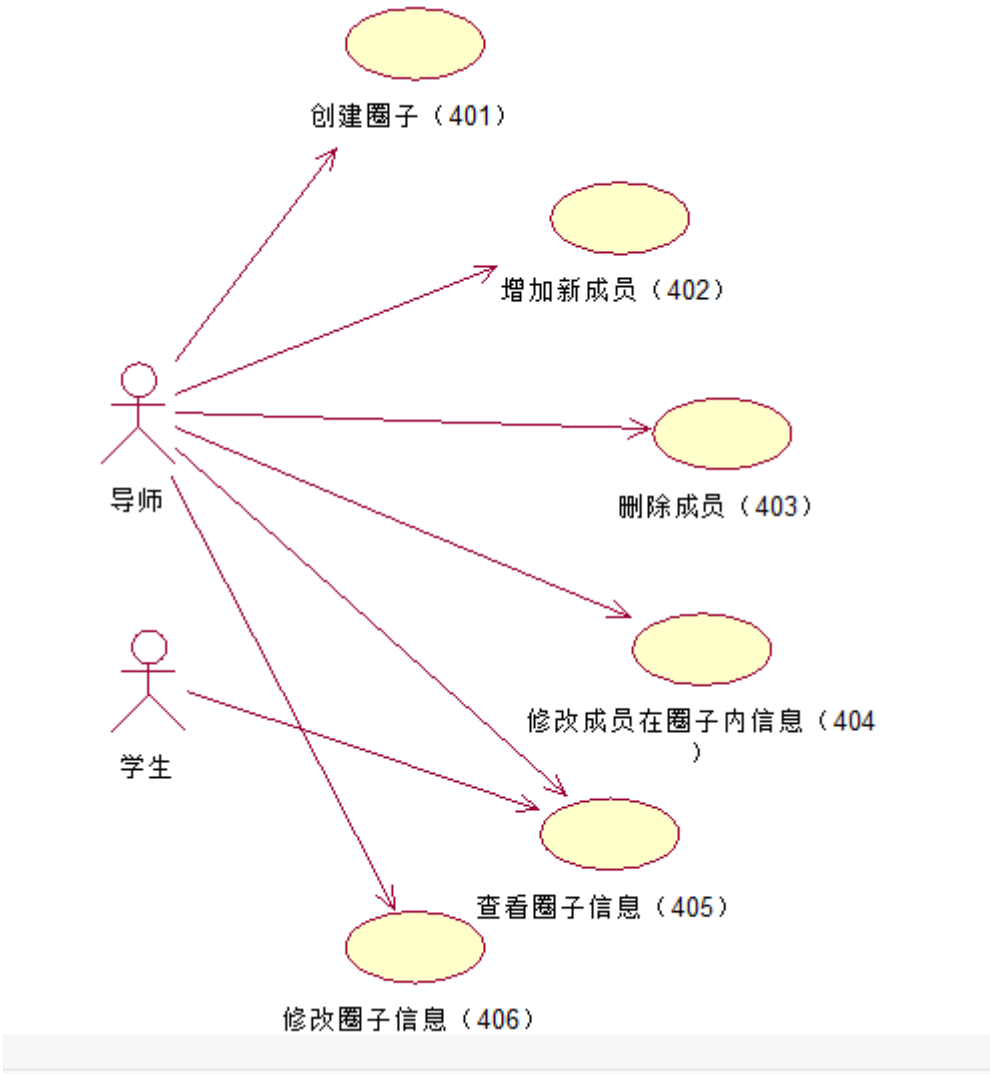 创建圈子（401）
增加新成员（402）
导师
删除成员（403）
修改成员在圈子内信息（404
）
学生
查看圈子信息（405）
修改圈子信息（406）